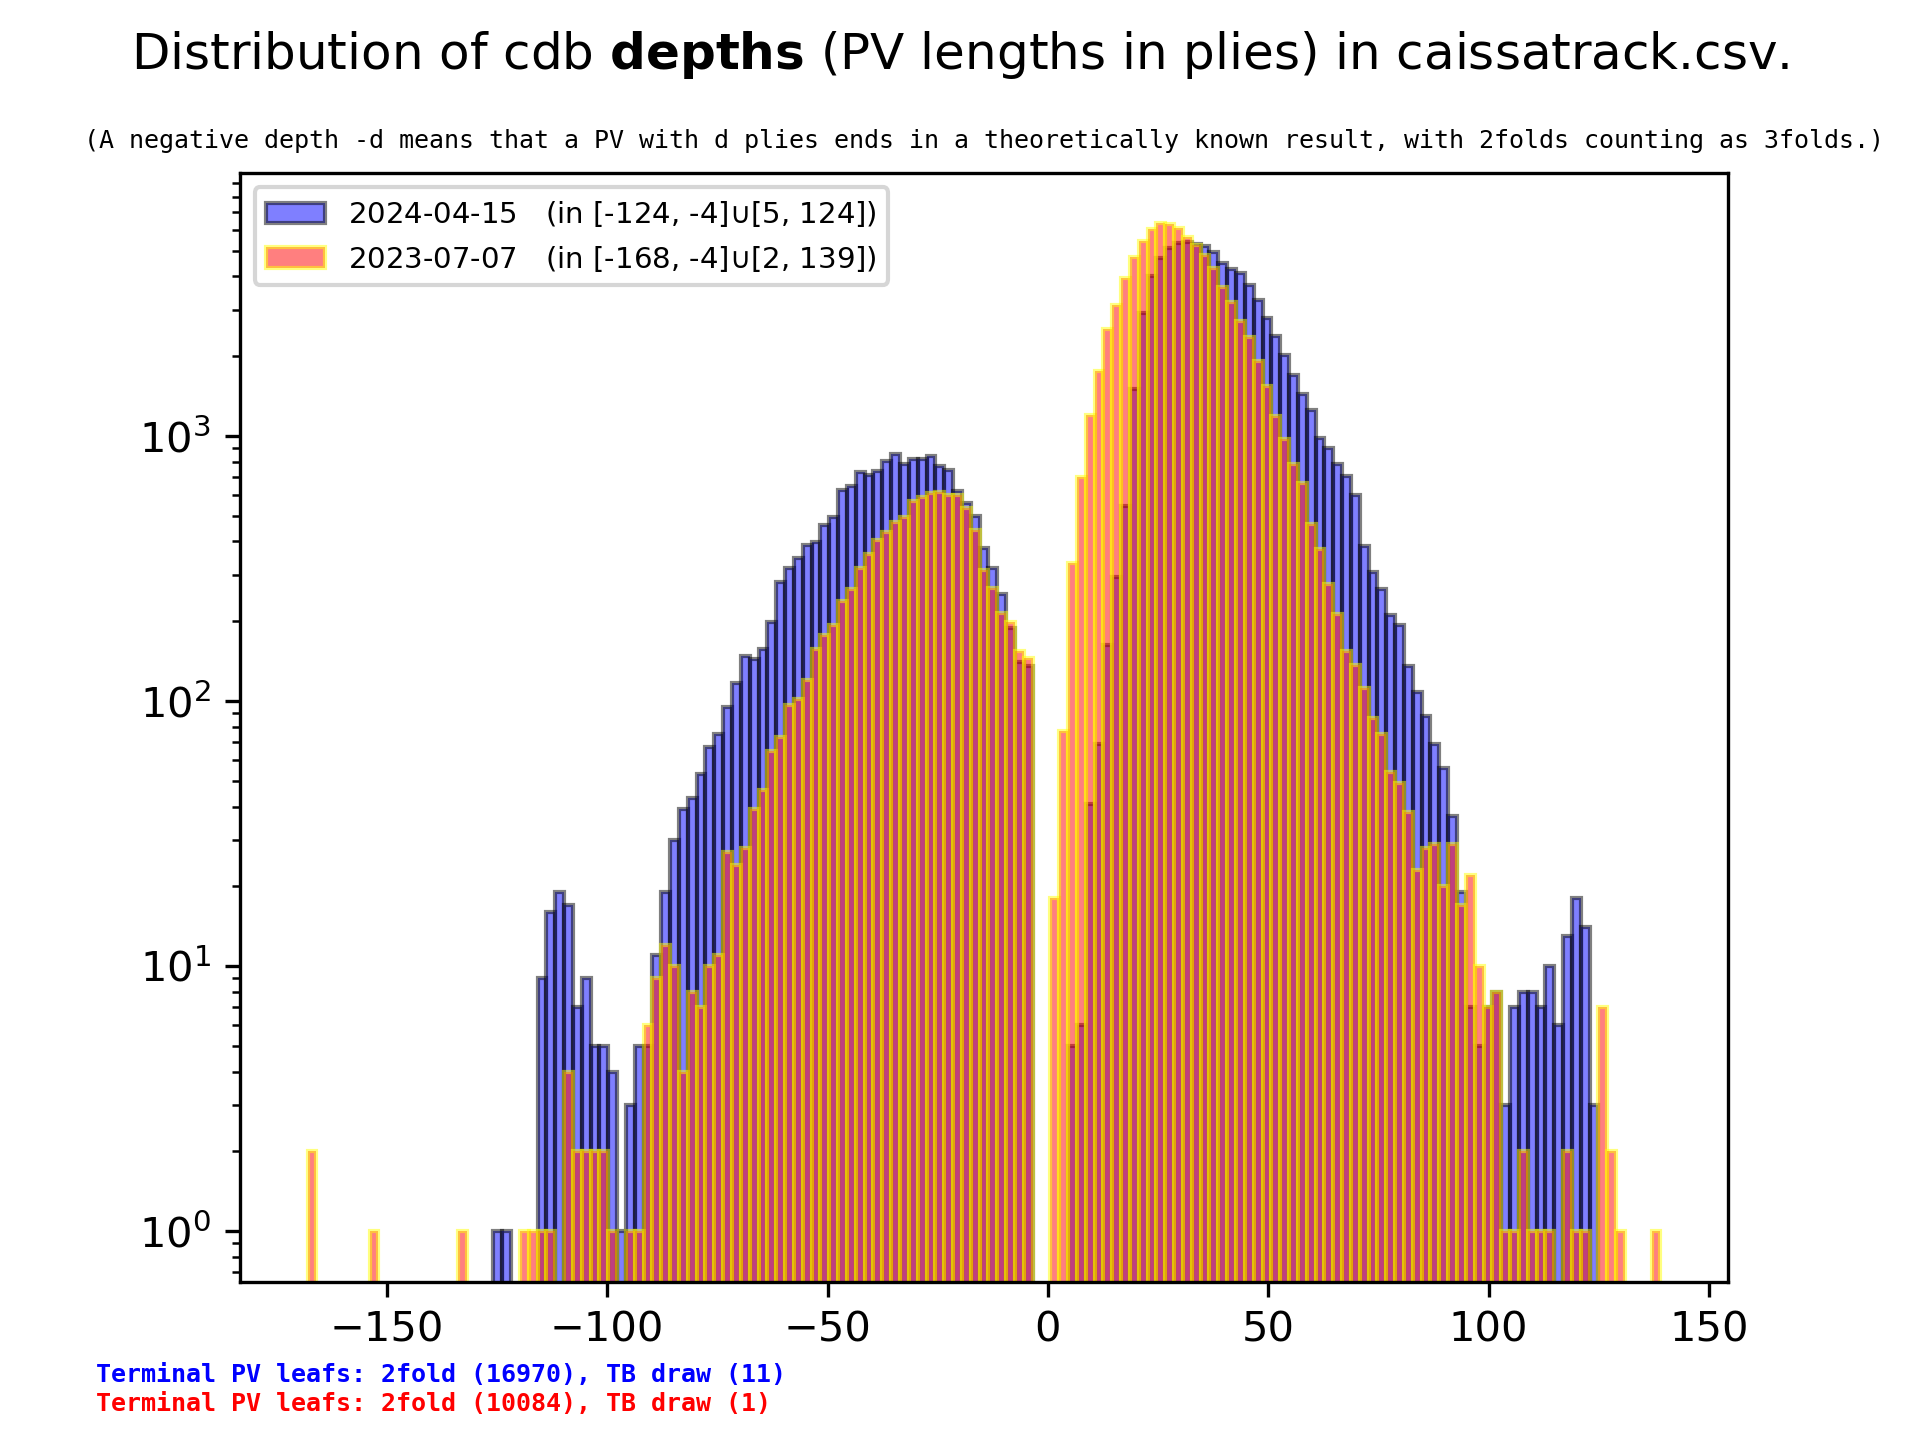 Distribution of cdb depths (PV lengths in plies) in caissatrack.csv.
(A negative depth -d means that a PV with d plies ends in a theoretically known result, with 2folds counting as 3folds.)
2024-04-15 (in [-124, -4]∪[5, 124])
2023-07-07 (in [-168, -4]∪[2, 139])
10³
10²
10¹
10⁰
−150 −100 −50 0 50 100 150
Terminal PV leafs: 2fold (16970), TB draw (11)
Terminal PV leafs: 2fold (10084), TB draw (1)